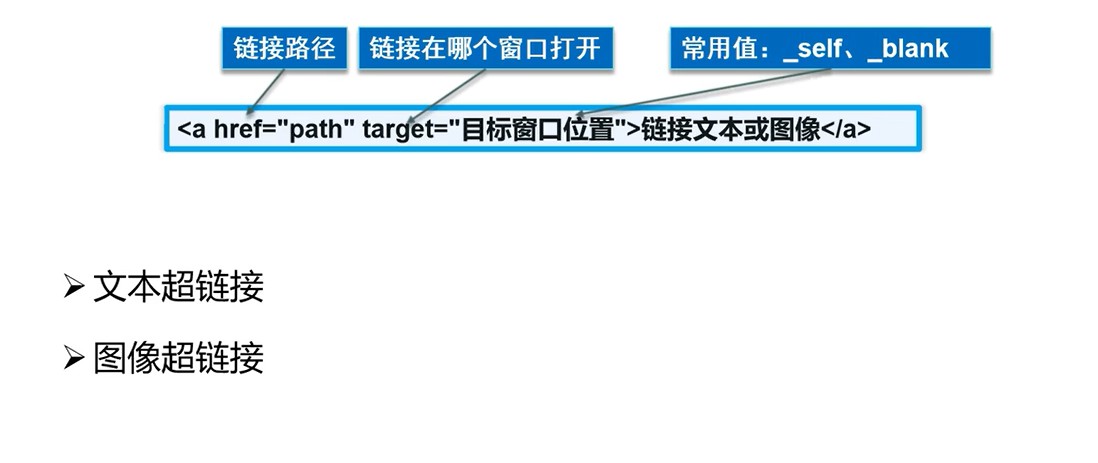 链接路径 链接在哪个窗口打开 常用值：_self、_blank
<a href="path" target="目标窗口位置">链接文本或图像</a>
文本超链接
图像超链接